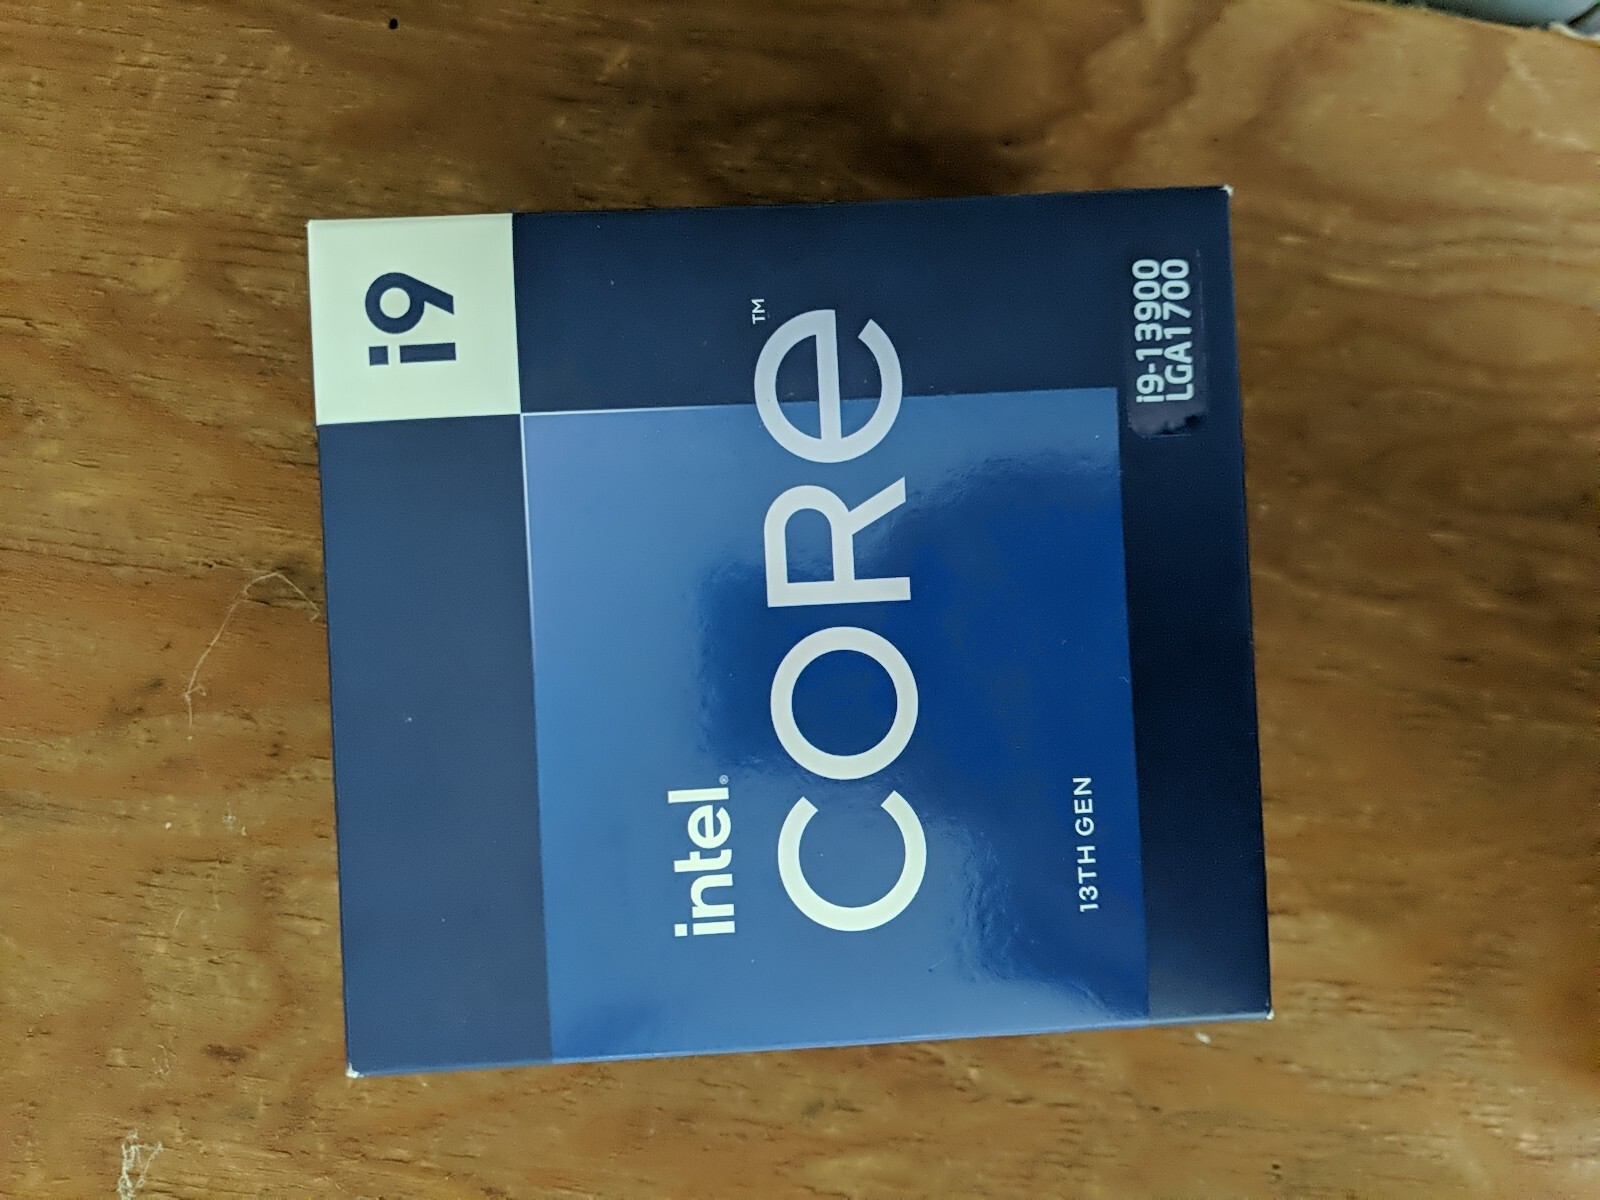 i9
intel®
CORe™
13TH GEN
i9-13900
LGA1700